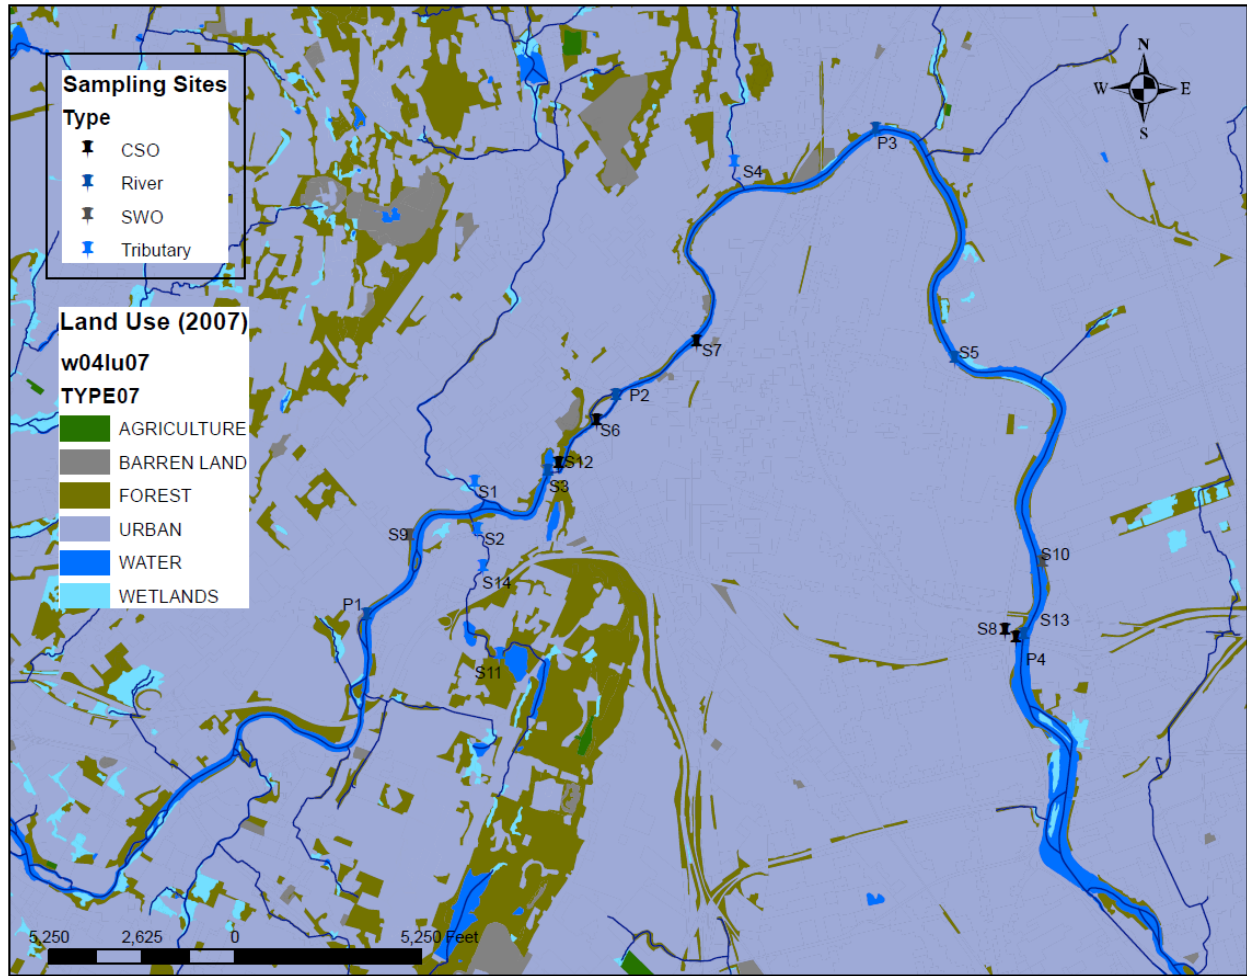 Sampling Sites
Type
CSO
River
SWO
Tributary
Land Use (2007)
w04lu07
TYPE07
AGRICULTURE
BARREN LAND
FOREST
URBAN
WATER
WETLANDS
N
W E
S
P3
S4
S7
S5
P2
S6
S12
S3
S1
S9
S2
S10
S14
P1
S13
S8
P4
S11
5,250 2,625 0 5,250 Feet